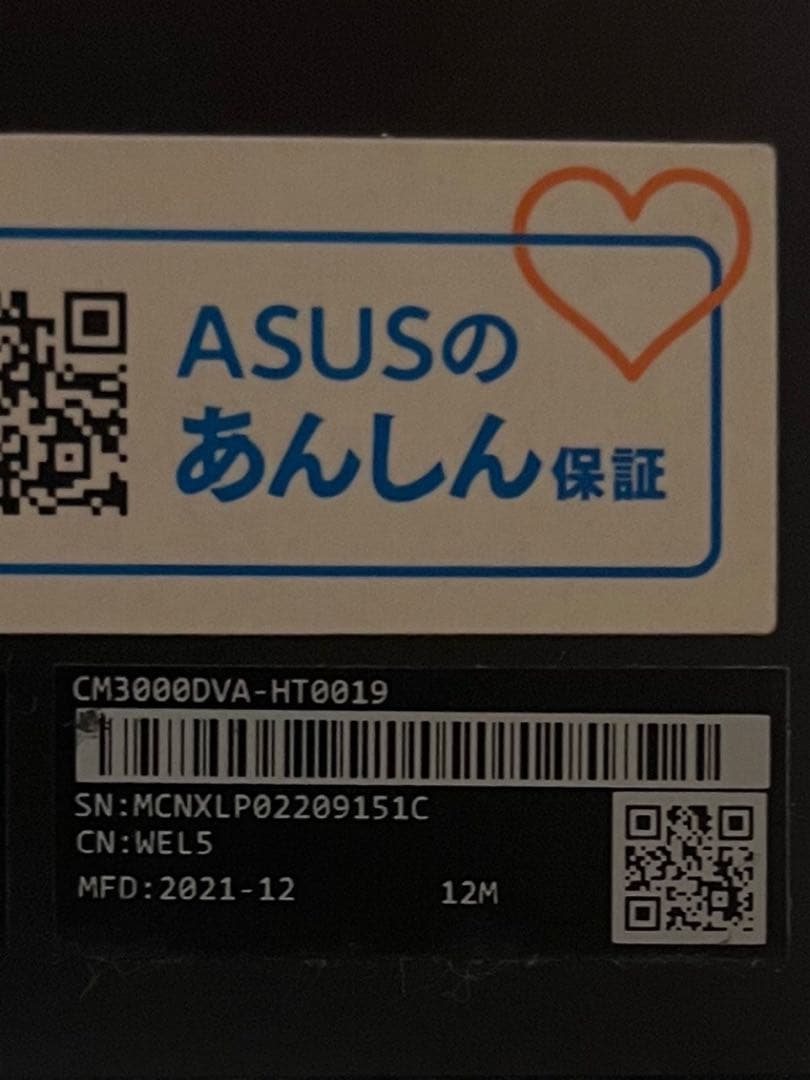 ASUSの
あんしん保証
CM3000DVA-HT0019
SN:MCNXLP02209151C
CN:WEL5
MFD:2021-12 12M